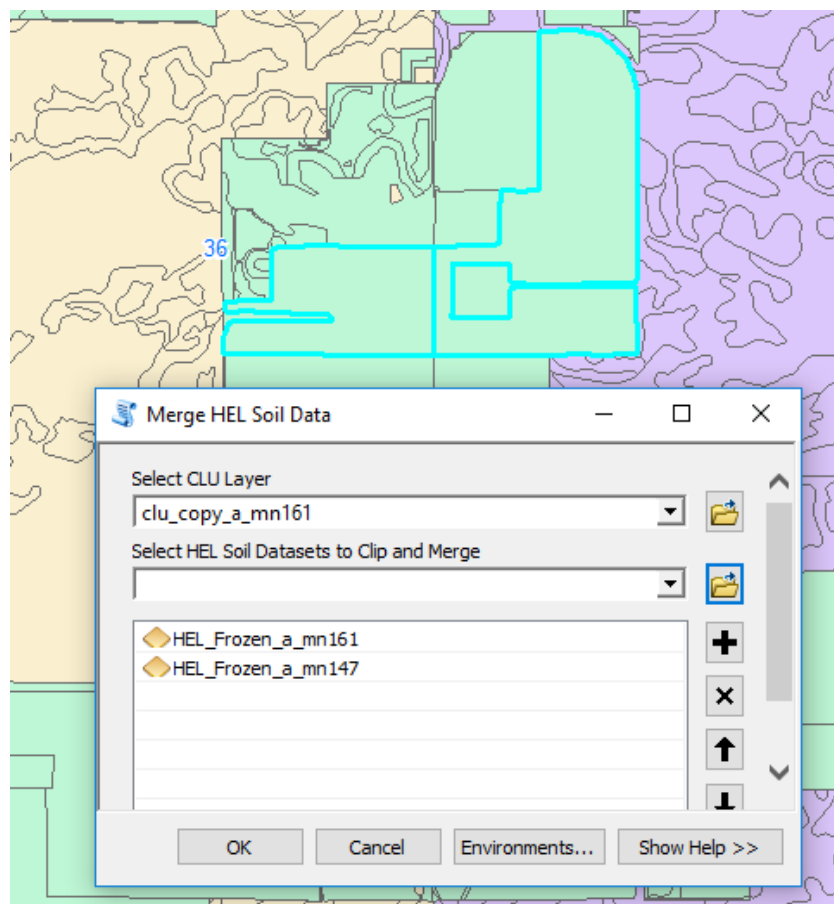 36
Merge HEL Soil Data
Select CLU Layer
clu_copy_a_mn161
Select HEL Soil Datasets to Clip and Merge
HEL_Frozen_a_mn161
HEL_Frozen_a_mn147
OK
Cancel
Environments...
Show Help >>